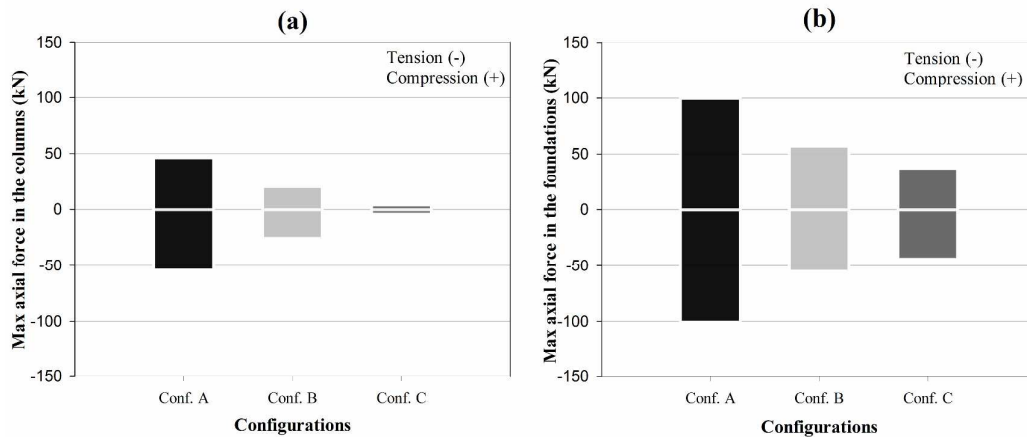 (a)
Max axial force in the columns (kN)
150
100
50
0
-50
-100
-150
Tension (-)
Compression (+)
Conf. A
Conf. B
Conf. C
Configurations
(b)
Max axial force in the foundations (kN)
150
100
50
0
-50
-100
-150
Tension (-)
Compression (+)
Conf. A
Conf. B
Conf. C
Configurations